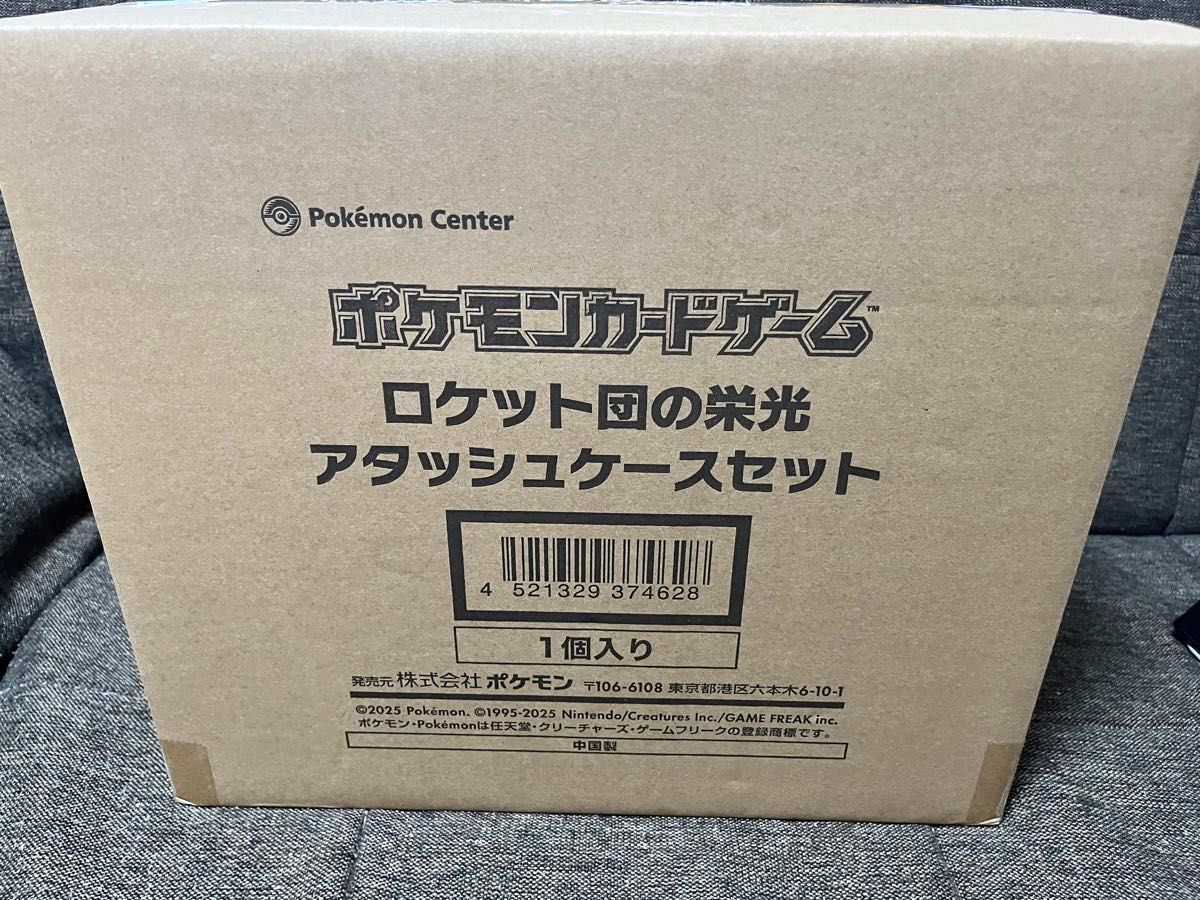 Pokémon Center
ポケモンカードゲーム™
ロケット団の栄光
アタッシュケースセット
4 521329 374628
1個入り
発売元 株式会社 ポケモン 〒106-6108 東京都港区六本木6-10-1
©2025 Pokémon. ©1995-2025 Nintendo/Creatures Inc./GAME FREAK inc.
ポケモン・Pokémonは任天堂・クリーチャーズ・ゲームフリークの登録商標です。
中国製